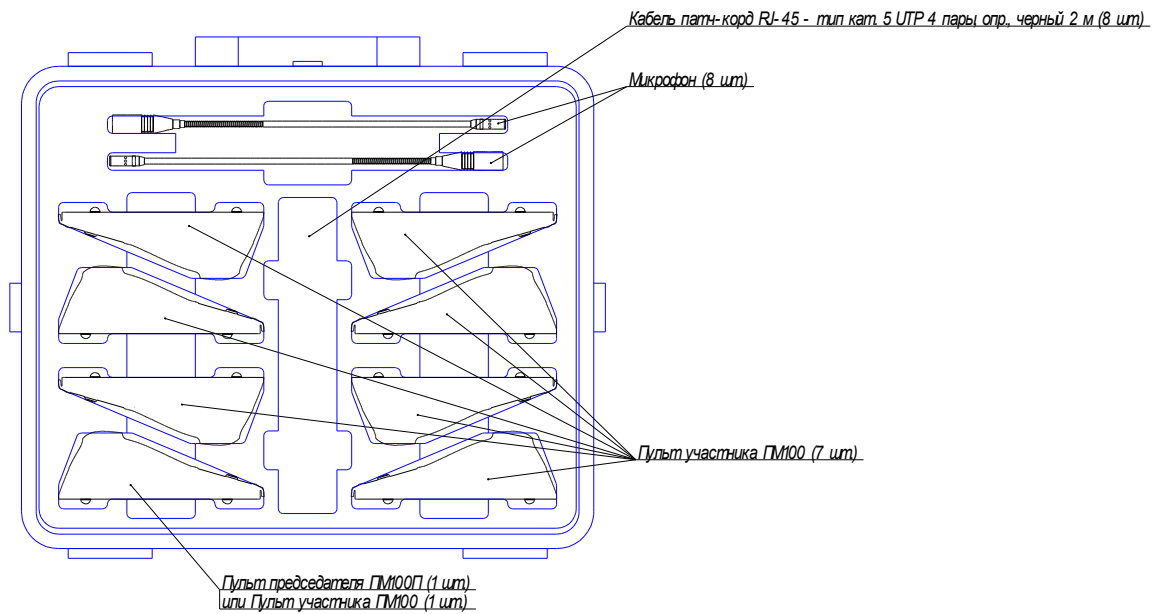 Кабель патч-корд RJ-45 - тип кат. 5 UTP 4 пары, опр., черный 2 м (8 шт)
Микрофон (8 шт)
Пульт участника ПМ100 (7 шт)
Пульт председателя ПМ100П (1 шт)
или Пульт участника ПМ100 (1 шт)